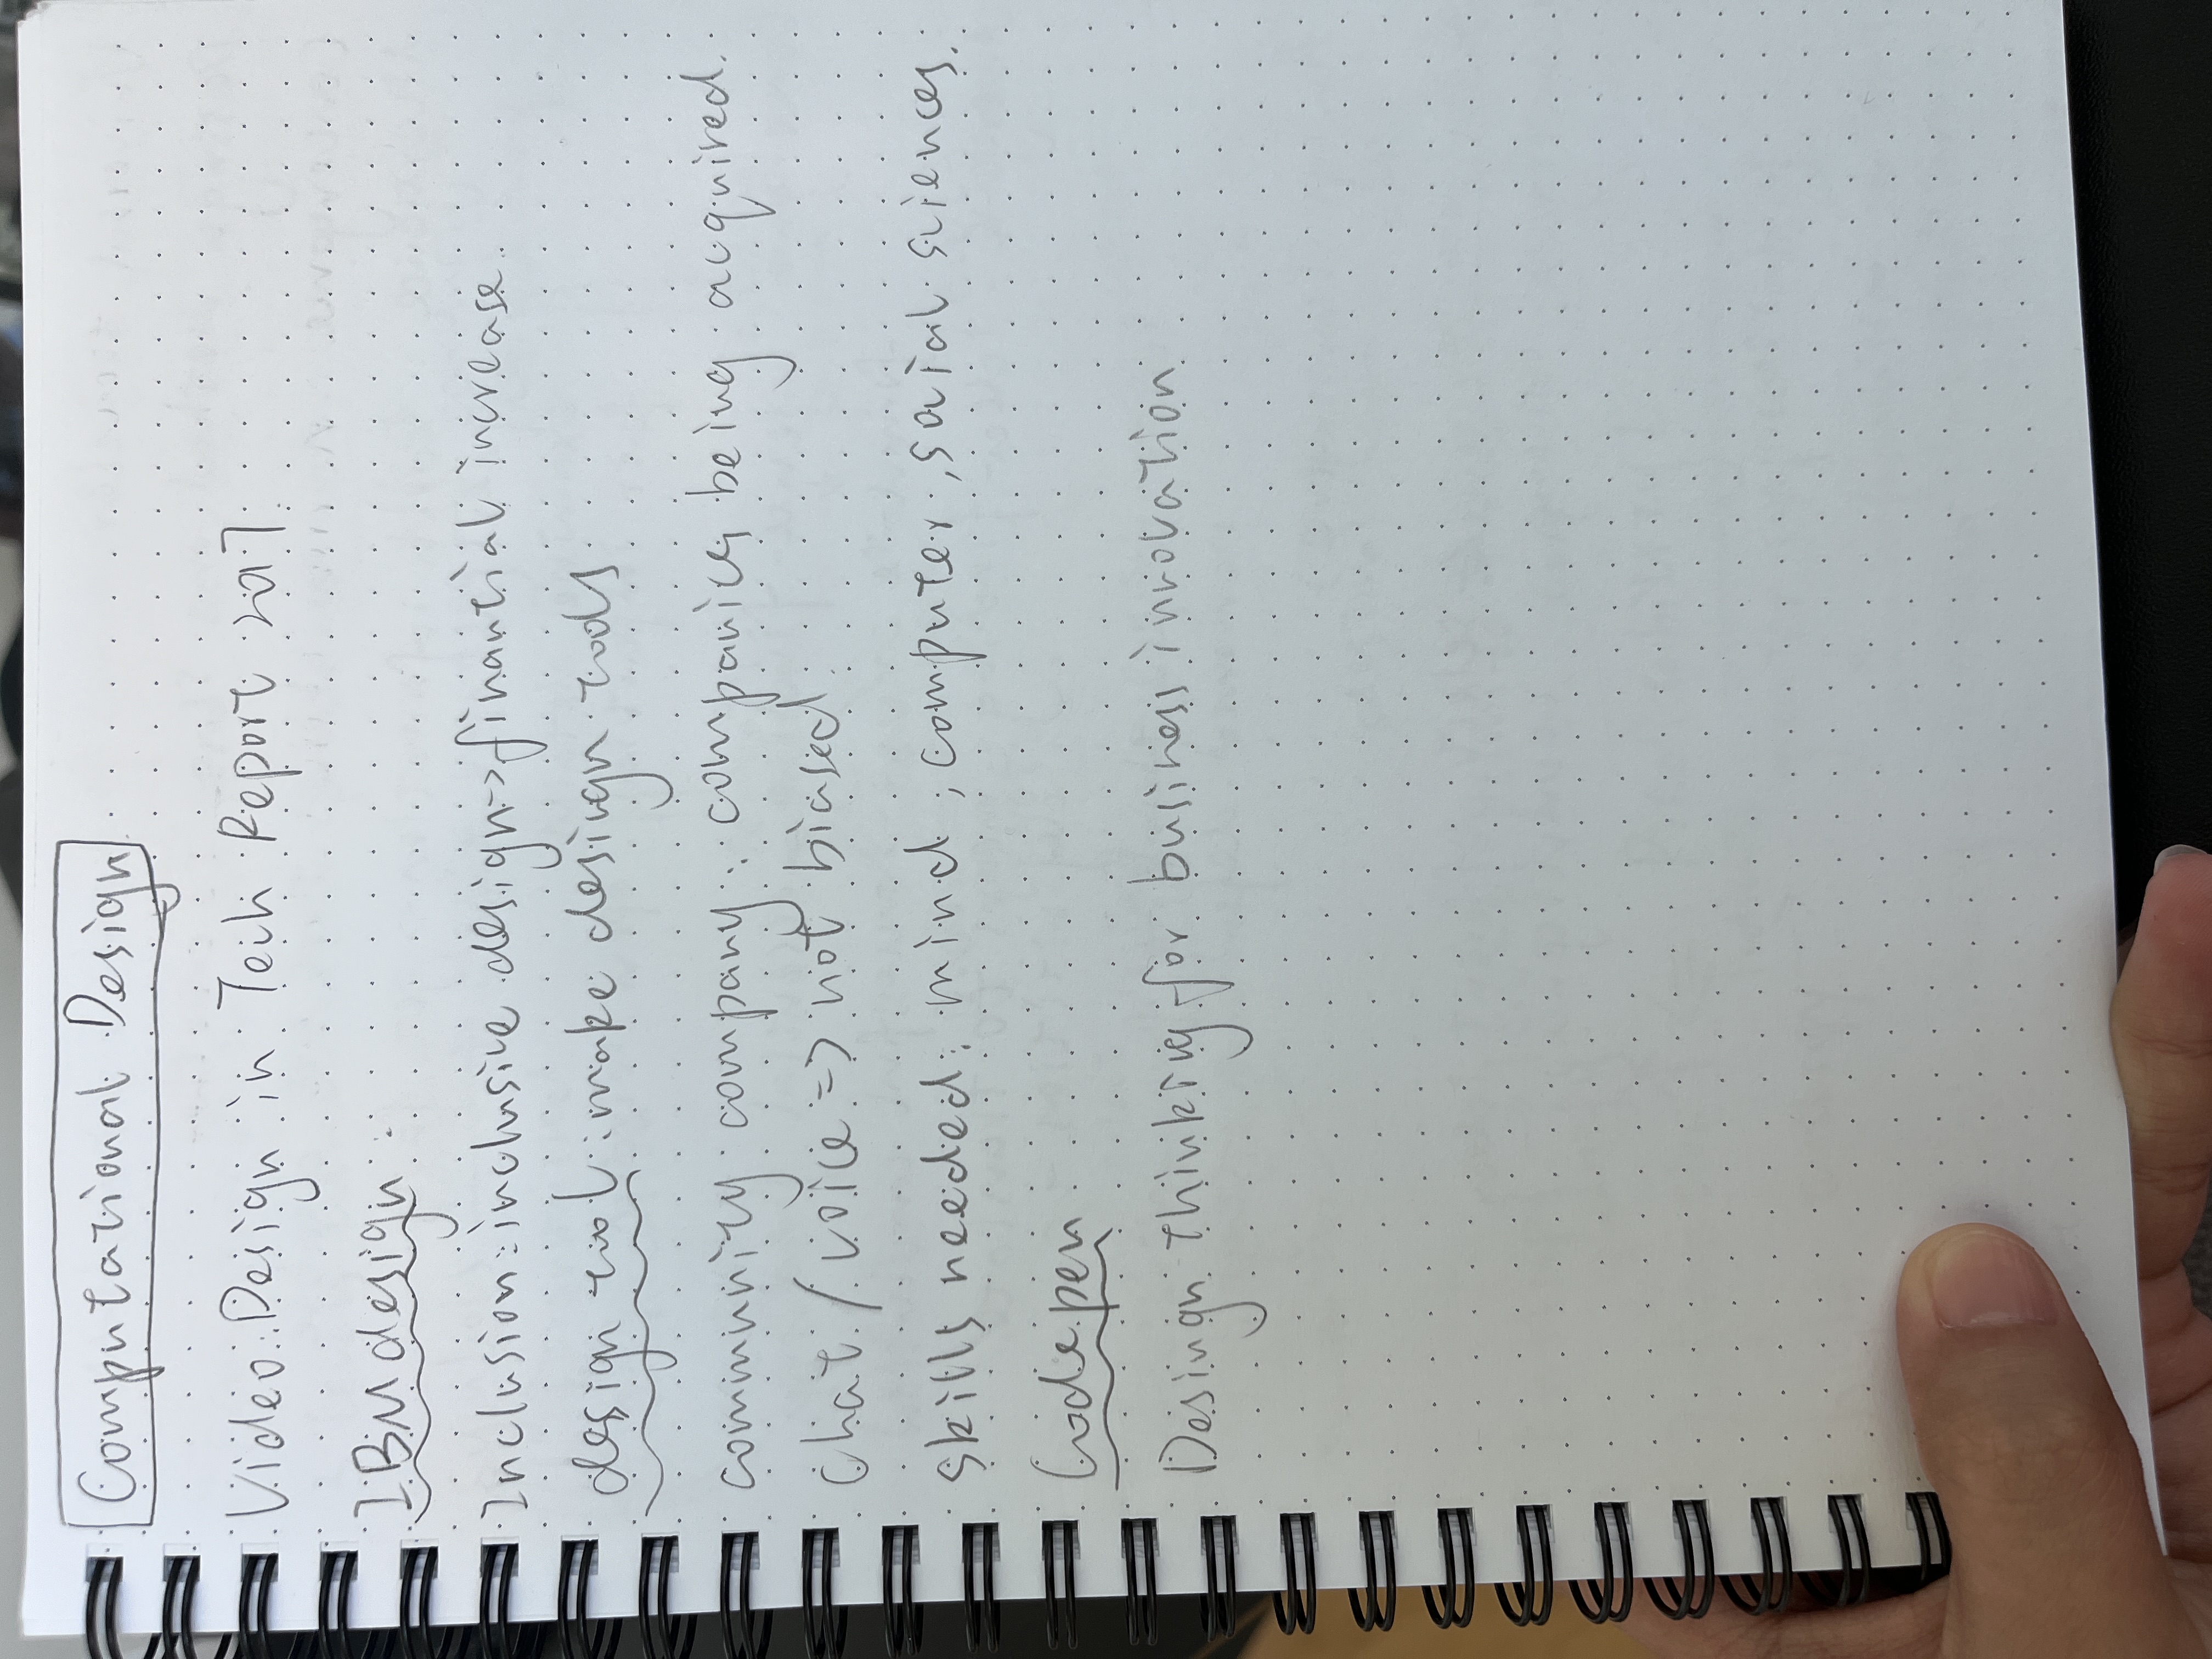 Computational Design
Video: Design in Tech Report 2017
IBM design:
Inclusion: inclusive design -> financial increase
design tool: make desingn tools
community company: companies being acquired.
chat / voice => not biased.
skills needed: mind, computer, social sciences.
Codepen
Desingn thinking for business innovation